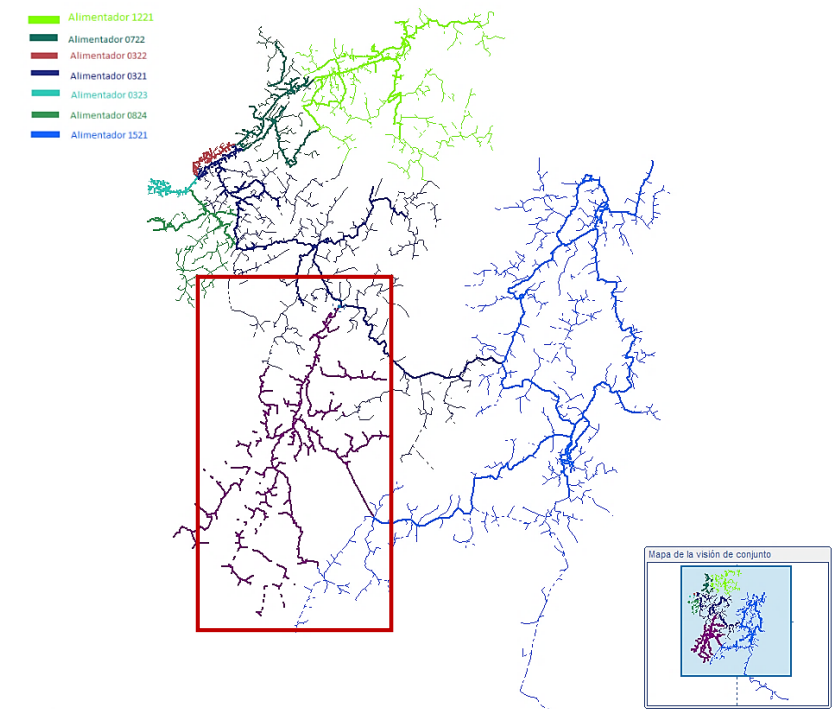 Alimentador 1221
Alimentador 0722
Alimentador 0322
Alimentador 0321
Alimentador 0323
Alimentador 0824
Alimentador 1521
Mapa de la visión de conjunto